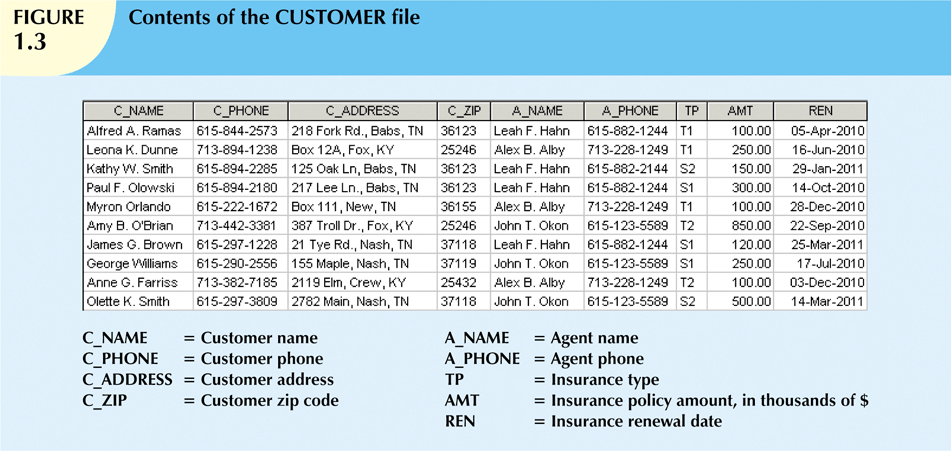 FIGURE 1.3
Contents of the CUSTOMER file
C_NAME C_PHONE C_ADDRESS C_ZIP A_NAME A_PHONE TP AMT REN
Alfred A. Ramas 615-844-2573 218 Fork Rd., Babs, TN 36123 Leah F. Hahn 615-882-1244 T1 100.00 05-Apr-2010
Leona K. Dunne 713-894-1238 Box 12A, Fox, KY 25246 Alex B. Alby 713-228-1249 T1 250.00 16-Jun-2010
Kathy W. Smith 615-894-2285 125 Oak Ln, Babs, TN 36123 Leah F. Hahn 615-882-2144 S2 150.00 29-Jan-2011
Paul F. Olowski 615-894-2180 217 Lee Ln., Babs, TN 36123 Leah F. Hahn 615-882-1244 S1 300.00 14-Oct-2010
Myron Orlando 615-222-1672 Box 111, New, TN 36155 Alex B. Alby 713-228-1249 T1 100.00 28-Dec-2010
Amy B. O'Brian 713-442-3381 387 Troll Dr., Fox, KY 25246 John T. Okon 615-123-5589 T2 850.00 22-Sep-2010
James G. Brown 615-297-1228 21 Tye Rd., Nash, TN 37118 Leah F. Hahn 615-882-1244 S1 120.00 25-Mar-2011
George Williams 615-290-2556 155 Maple, Nash, TN 37119 John T. Okon 615-123-5589 S1 250.00 17-Jul-2010
Anne G. Farriss 713-382-7185 2119 Elm, Crew, KY 25432 Alex B. Alby 713-228-1249 T2 100.00 03-Dec-2010
Olette K. Smith 615-297-3809 2782 Main, Nash, TN 37118 John T. Okon 615-123-5589 S2 500.00 14-Mar-2011
C_NAME = Customer name
C_PHONE = Customer phone
C_ADDRESS = Customer address
C_ZIP = Customer zip code
A_NAME = Agent name
A_PHONE = Agent phone
TP = Insurance type
AMT = Insurance policy amount, in thousands of $
REN = Insurance renewal date